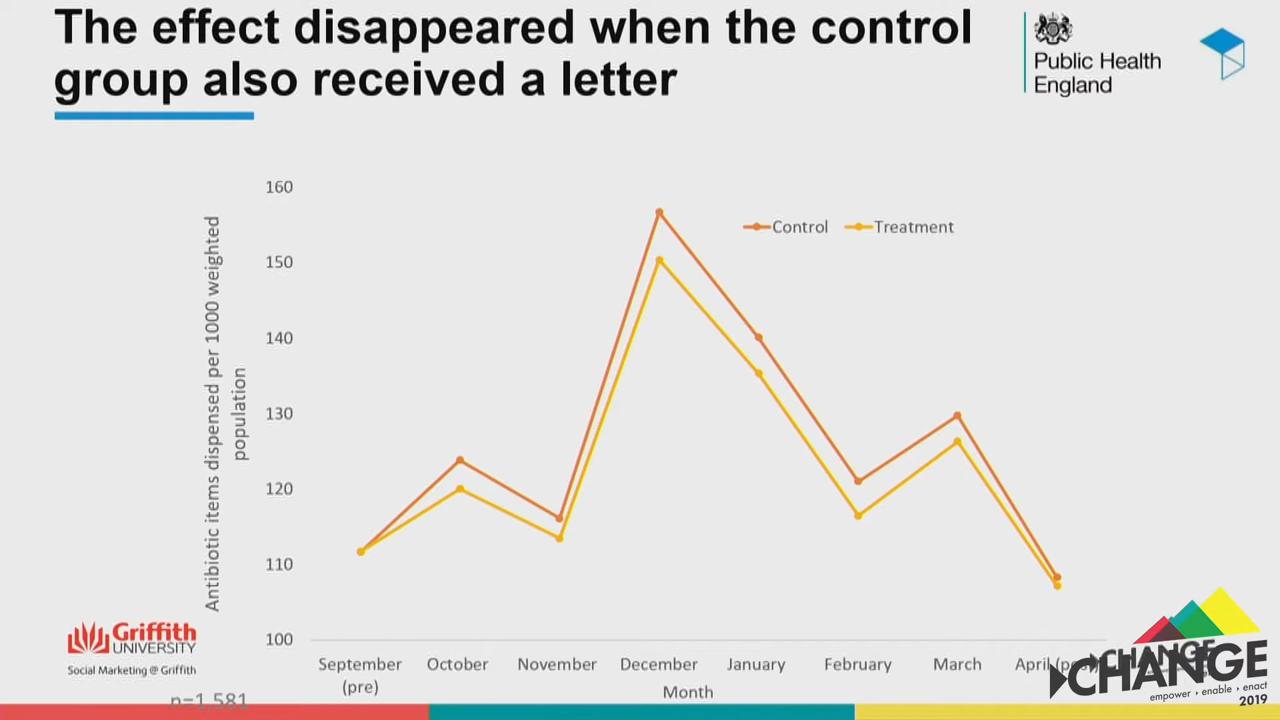 The effect disappeared when the control
group also received a letter
Public Health
England
160
150
140
130
120
110
100
Antibiotic items dispensed per 1000 weighted
population
Control
Treatment
September
(pre)
October
November
December
January
February
March
April
Month
Griffith
UNIVERSITY
Social Marketing @ Griffith
n=1,581
CHANGE
empower › enable › enact
2019